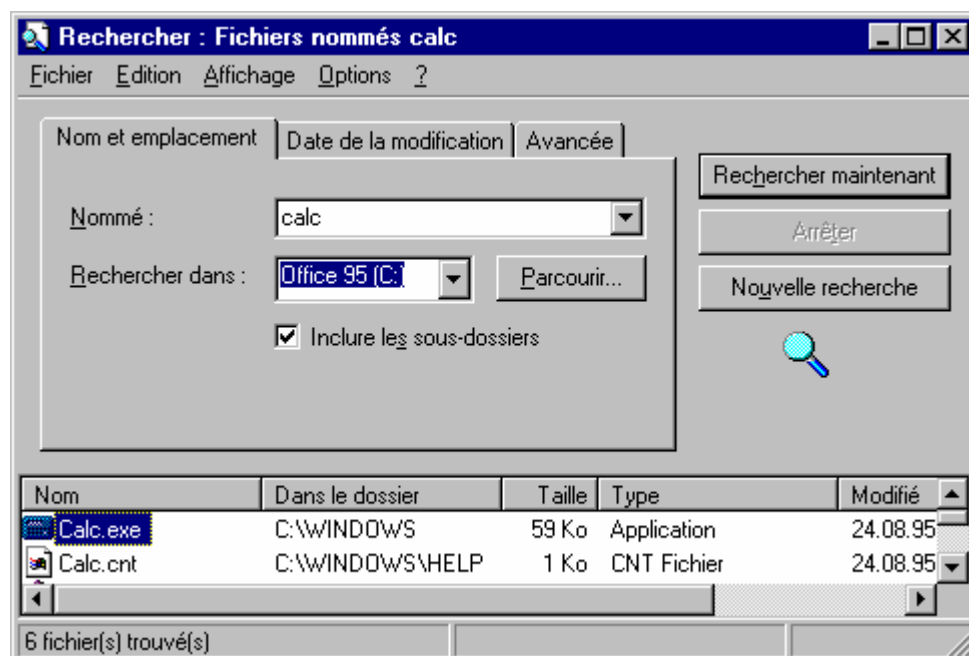 Rechercher : Fichiers nommés calc
Fichier Edition Affichage Options ?
Nom et emplacement Date de la modification Avancée
Nommé : calc
Rechercher dans : Office 95 (C:) Parcourir...
Inclure les sous-dossiers
Rechercher maintenant
Arrêter
Nouvelle recherche
Nom Dans le dossier Taille Type Modifié
Calc.exe C:\WINDOWS 59 Ko Application 24.08.95
Calc.cnt C:\WINDOWS\HELP 1 Ko CNT Fichier 24.08.95
6 fichier(s) trouvé(s)